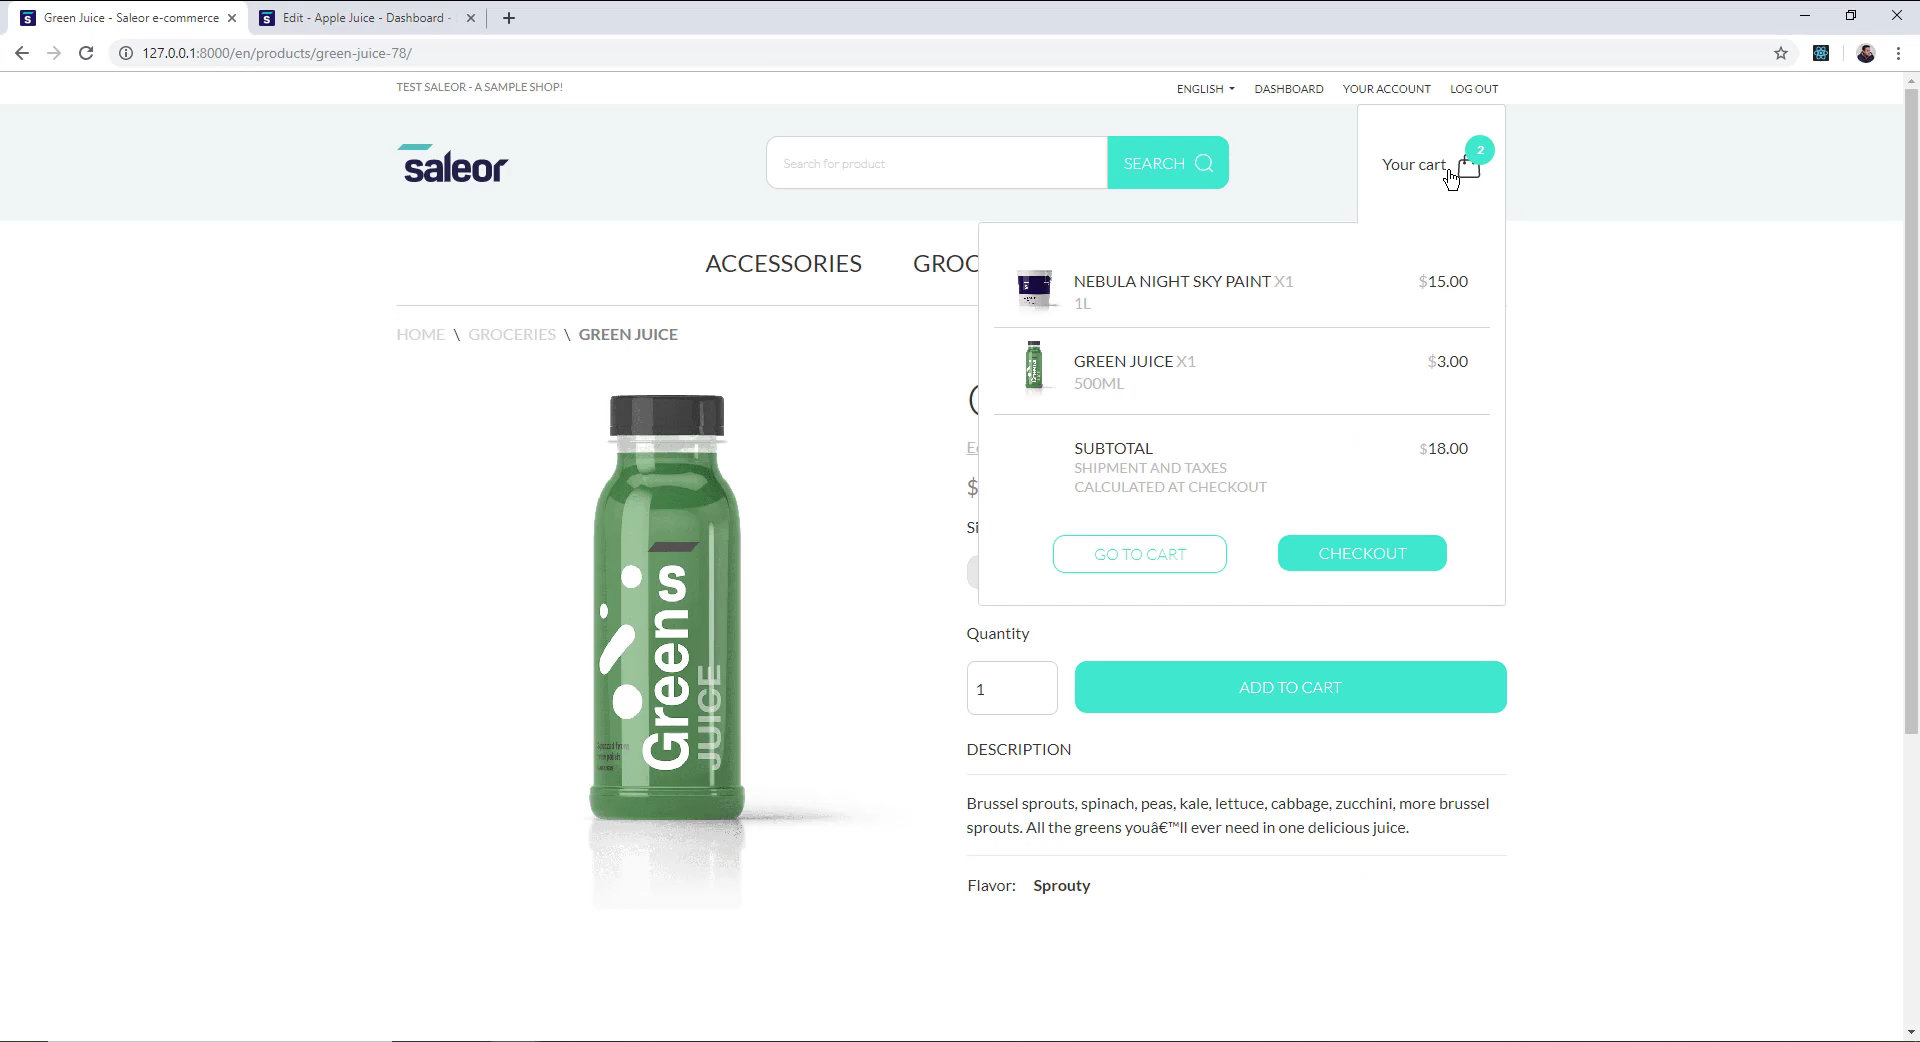 Green Juice - Saleor e-commerce
Edit - Apple Juice - Dashboard -
127.0.0.1:8000/en/products/green-juice-78/
TEST SALEOR - A SAMPLE SHOP!
ENGLISH
DASHBOARD
YOUR ACCOUNT
LOG OUT
saleor
Search for product
SEARCH
Your cart
2
ACCESSORIES
GROC
NEBULA NIGHT SKY PAINT X1
$15.00
1L
HOME \ GROCERIES \ GREEN JUICE
GREEN JUICE X1
$3.00
500ML
SUBTOTAL
$18.00
SHIPMENT AND TAXES
CALCULATED AT CHECKOUT
$
Si
GO TO CART
CHECKOUT
Greens
JUICE
Quantity
1
ADD TO CART
DESCRIPTION
Brussel sprouts, spinach, peas, kale, lettuce, cabbage, zucchini, more brussel
sprouts. All the greens youâ€™ll ever need in one delicious juice.
Flavor: Sprouty